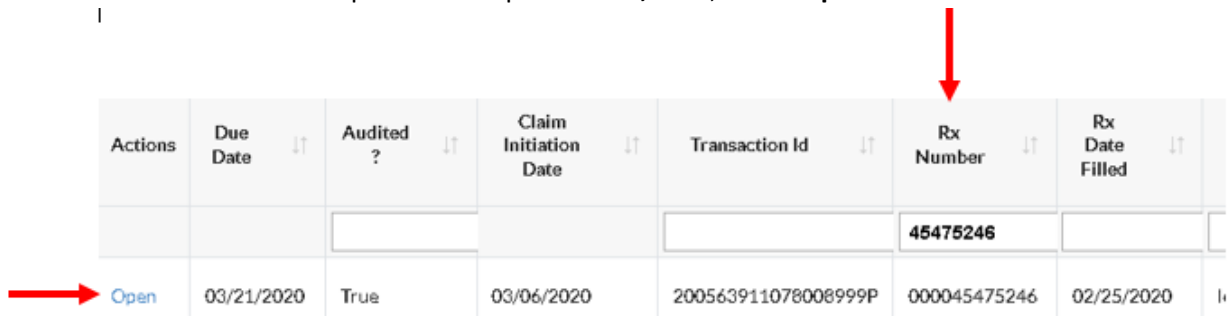 Actions Due Date Audited ? Claim Initiation Date Transaction Id Rx Number Rx Date Filled
45475246
Open 03/21/2020 True 03/06/2020 200563911078008999P 000045475246 02/25/2020